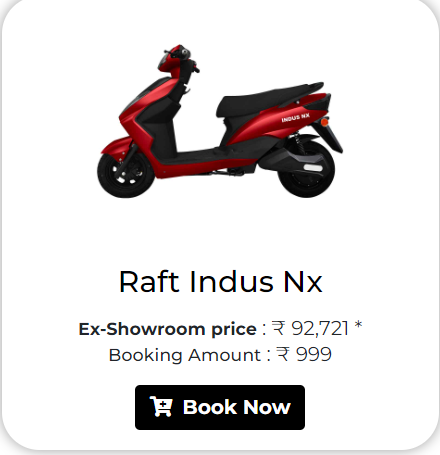 INDUS NX
Raft Indus Nx
Ex-Showroom price : ₹ 92,721 *
Booking Amount : ₹ 999
Book Now